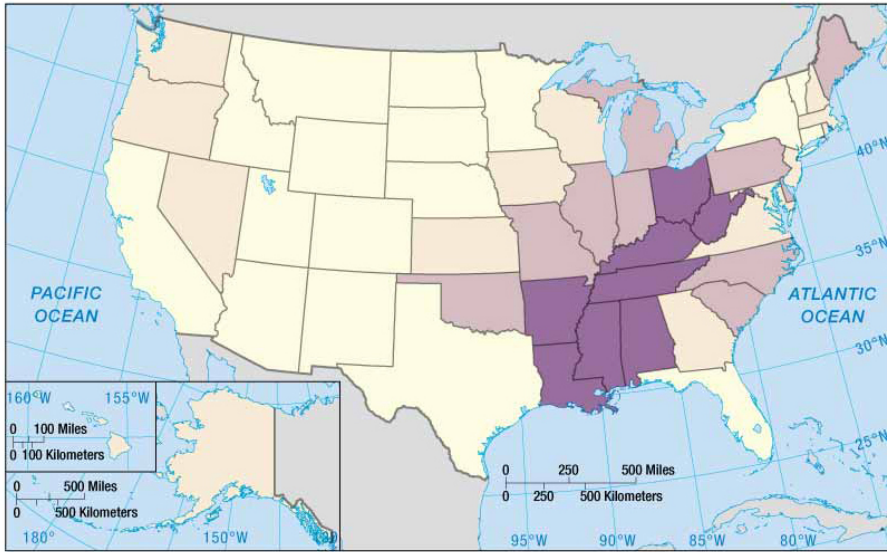 40°N
35°N
PACIFIC
OCEAN
ATLANTIC
OCEAN
30°N
160°W 155°W
0 100 Miles
0 100 Kilometers
25°N
0 250 500 Miles
0 250 500 Kilometers
0 500 Miles
0 500 Kilometers
180° 150°W 130
95°W 90°W 85°W 80°W